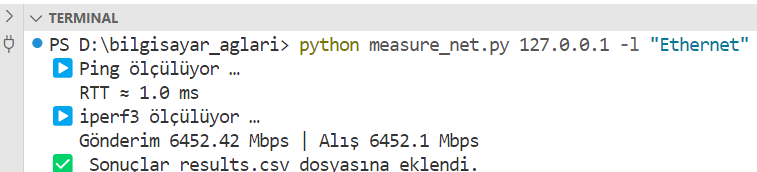 TERMINAL
PS D:\bilgisayar_aglari> python measure_net.py 127.0.0.1 -l "Ethernet"
Ping ölçülüyor …
RTT ≈ 1.0 ms
iperf3 ölçülüyor …
Gönderim 6452.42 Mbps | Alış 6452.1 Mbps
Sonuçlar results.csv dosyasına eklendi.